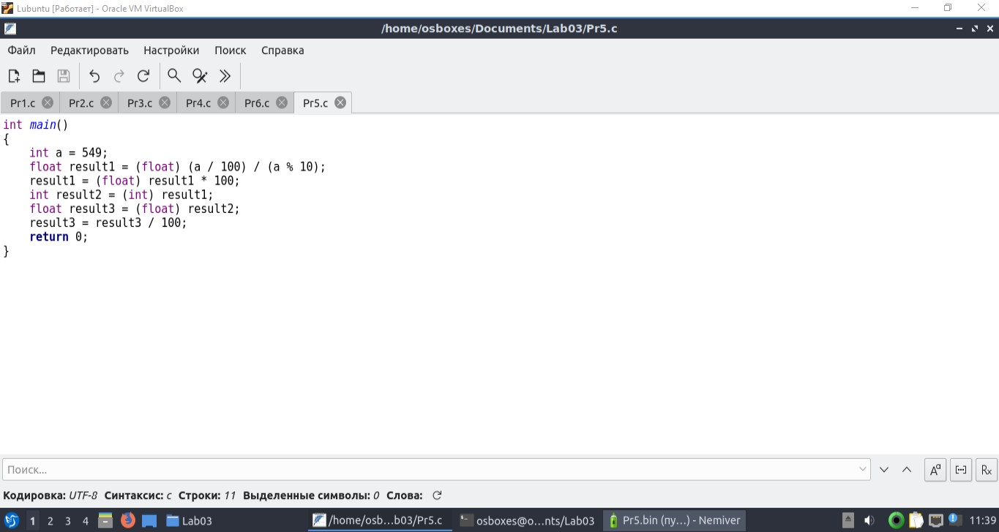 Lubuntu [Работает] - Oracle VM VirtualBox
/home/osboxes/Documents/Lab03/Pr5.c
Файл Редактировать Настройки Поиск Справка
Pr1.c Pr2.c Pr3.c Pr4.c Pr6.c Pr5.c
int main()
{
    int a = 549;
    float result1 = (float) (a / 100) / (a % 10);
    result1 = (float) result1 * 100;
    int result2 = (int) result1;
    float result3 = (float) result2;
    result3 = result3 / 100;
    return 0;
}
Поиск...
Кодировка: UTF-8 Синтаксис: c Строки: 11 Выделенные символы: 0 Слова:
1 2 3 4 Lab03 /home/osb...b03/Pr5.c osboxes@o...nts/Lab03 Pr5.bin (пу...) - Nemiver 11:39